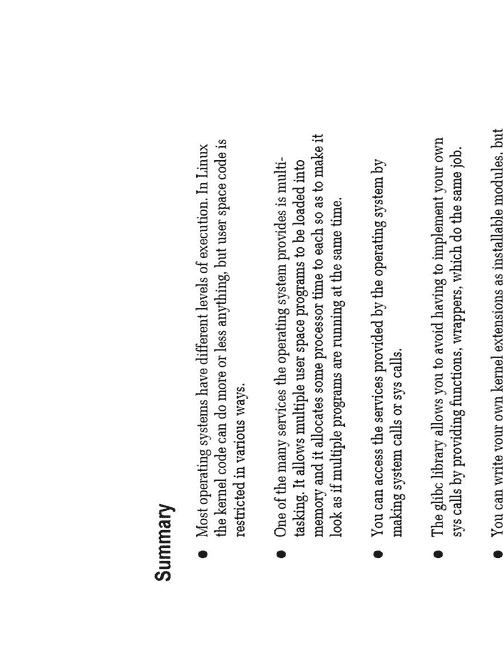 Summary
● Most operating systems have different levels of execution. In Linux
the kernel code can do more or less anything, but user space code is
restricted in various ways.
● One of the many services the operating system provides is multi-
tasking. It allows multiple user space programs to be loaded into
memory and it allocates some processor time to each so as to make it
look as if multiple programs are running at the same time.
● You can access the services provided by the operating system by
making system calls or sys calls.
● The glibc library allows you to avoid having to implement your own
sys calls by providing functions, wrappers, which do the same job.
● You can write your own kernel extensions as installable modules, but